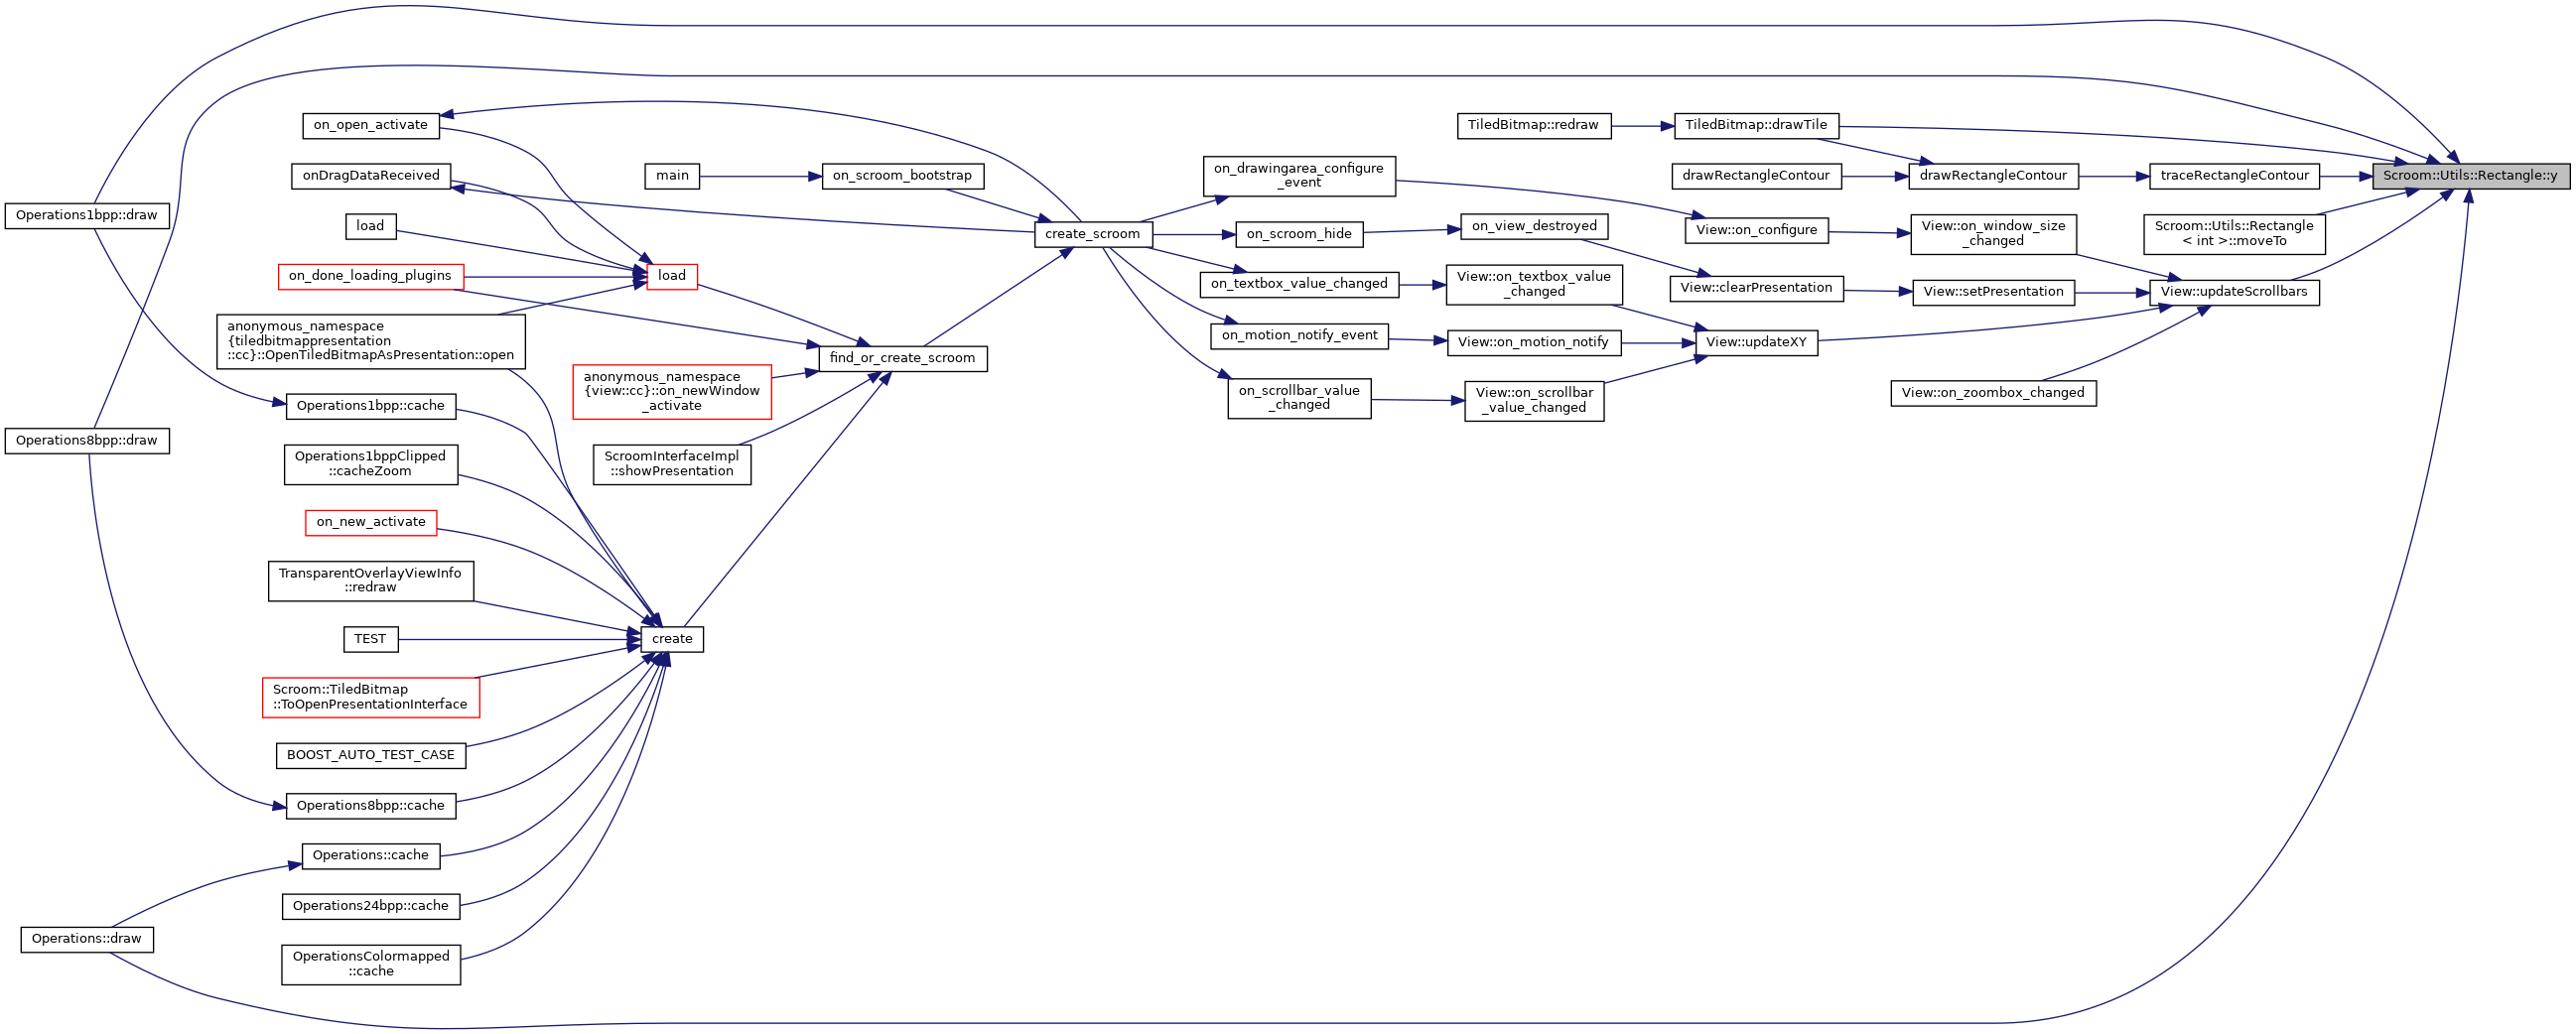 on_open_activate
TiledBitmap::redraw
TiledBitmap::drawTile
onDragDataReceived
main
on_scroom_bootstrap
on_drawingarea_configure
_event
drawRectangleContour
drawRectangleContour
traceRectangleContour
Scroom::Utils::Rectangle::y
Operations1bpp::draw
load
create_scroom
on_scroom_hide
on_view_destroyed
View::on_configure
View::on_window_size
_changed
Scroom::Utils::Rectangle
< int >::moveTo
on_done_loading_plugins
load
on_textbox_value_changed
View::on_textbox_value
_changed
View::clearPresentation
View::setPresentation
View::updateScrollbars
anonymous_namespace
{tiledbitmappresentation
::cc}::OpenTiledBitmapAsPresentation::open
find_or_create_scroom
on_motion_notify_event
View::on_motion_notify
View::updateXY
anonymous_namespace
{view::cc}::on_newWindow
_activate
on_scrollbar_value
_changed
View::on_scrollbar
_value_changed
View::on_zoombox_changed
Operations1bpp::cache
Operations8bpp::draw
Operations1bppClipped
::cacheZoom
ScroomInterfaceImpl
::showPresentation
on_new_activate
TransparentOverlayViewInfo
::redraw
TEST
create
Scroom::TiledBitmap
::ToOpenPresentationInterface
BOOST_AUTO_TEST_CASE
Operations8bpp::cache
Operations::cache
Operations24bpp::cache
Operations::draw
OperationsColormapped
::cache